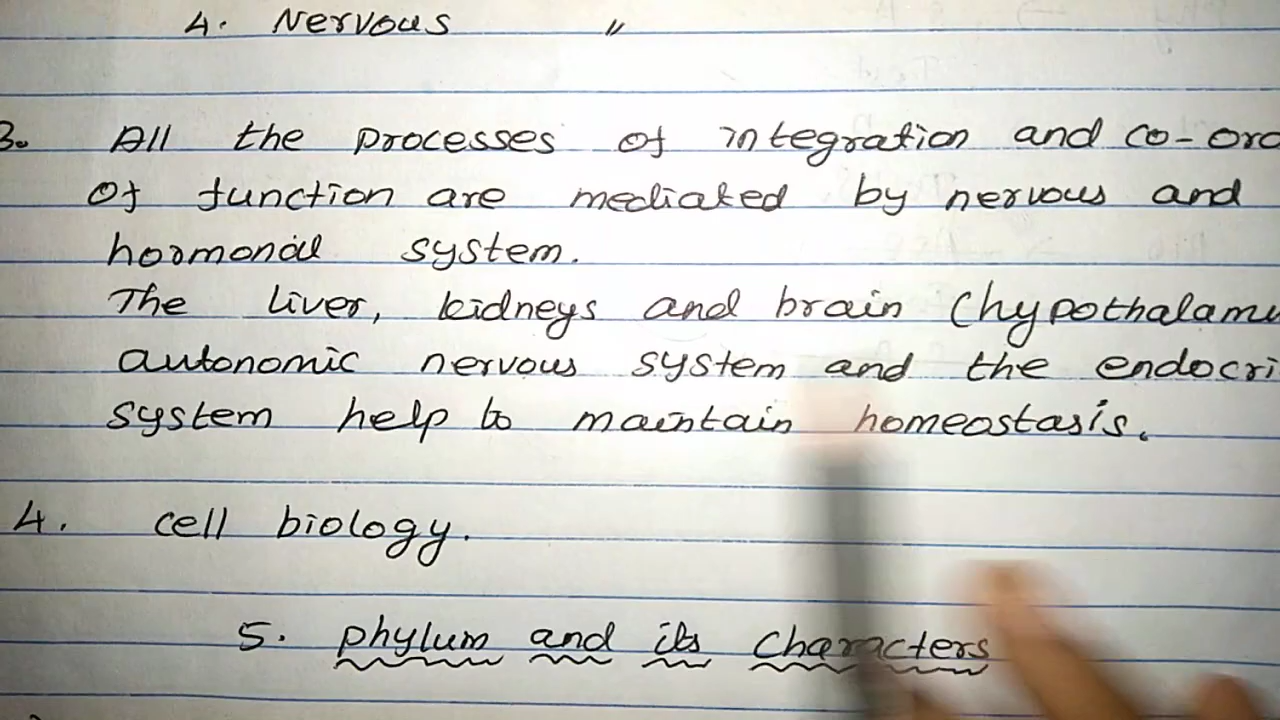 4. Nervous "
3. All the processes of integration and co-ord
of function are mediated by nervous and
hormonal system.
The Liver, kidneys and brain (hypothalamu
autonomic nervous system and the endocri
system help to maintain homeostasis.
4. cell biology.
5. phylum and its characters